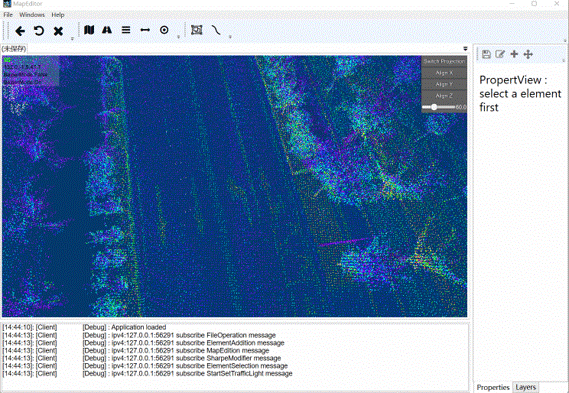 MapEditor
File Windows Help
(未保存)
Switch Projection
Align X
Align Y
Align Z
60.0
PropertView :
select a element
first
[14:44:10]: [Client] [Debug] : Application loaded
[14:44:13]: [Client] [Debug] : ipv4:127.0.0.1:56291 subscribe FileOperation message
[14:44:13]: [Client] [Debug] : ipv4:127.0.0.1:56291 subscribe ElementAddition message
[14:44:13]: [Client] [Debug] : ipv4:127.0.0.1:56291 subscribe MapEdition message
[14:44:13]: [Client] [Debug] : ipv4:127.0.0.1:56291 subscribe SharpeModifier message
[14:44:13]: [Client] [Debug] : ipv4:127.0.0.1:56291 subscribe ElementSelection message
[14:44:13]: [Client] [Debug] : ipv4:127.0.0.1:56291 subscribe StartSetTrafficLight message
Properties Layers